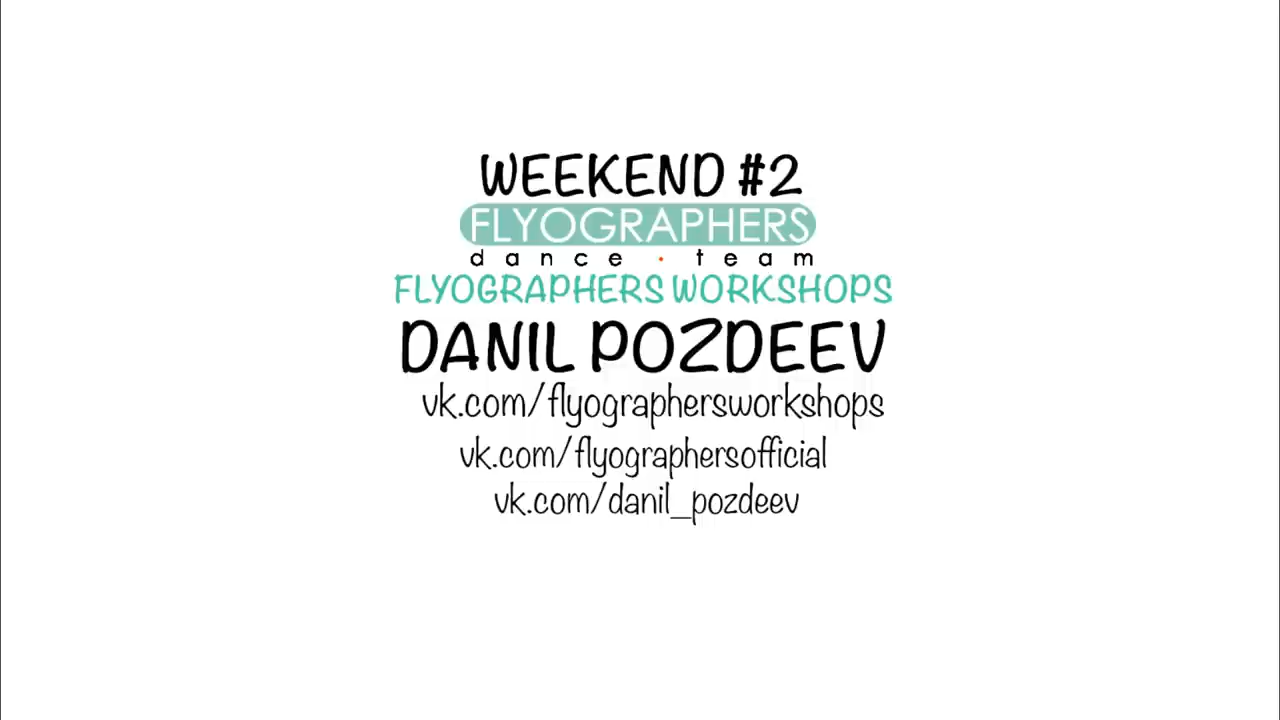 WEEKEND #2
FLYOGRAPHERS
dance · team
FLYOGRAPHERS WORKSHOPS
DANIL POZDEEV
vk.com/flyographersworkshops
vk.com/flyographersofficial
vk.com/danil_pozdeev